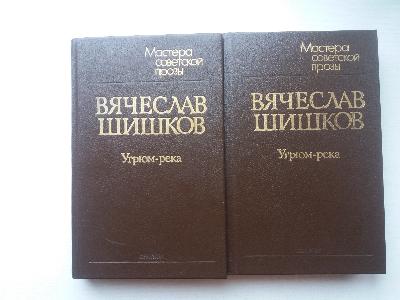 Мастера
советской
прозы
ВЯЧЕСЛАВ
ШИШКОВ
Угрюм-река
Мастера
советской
прозы
ВЯЧЕСЛАВ
ШИШКОВ
Угрюм-река